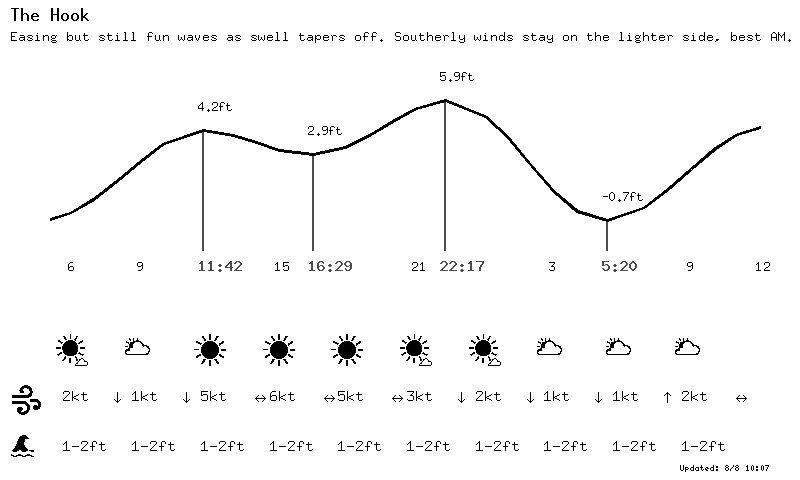 The Hook
Easing but still fun waves as swell tapers off. Southerly winds stay on the lighter side, best AM.
5.9ft
4.2ft
2.9ft
-0.7ft
6 9 11:42 15 16:29 21 22:17 3 5:20 9 12
2kt ↓ 1kt ↓ 5kt ↔6kt ↔5kt ↔3kt ↓ 2kt ↓ 1kt ↓ 1kt ↑ 2kt ↔
1-2ft 1-2ft 1-2ft 1-2ft 1-2ft 1-2ft 1-2ft 1-2ft 1-2ft 1-2ft
Updated: 8/8 10:07